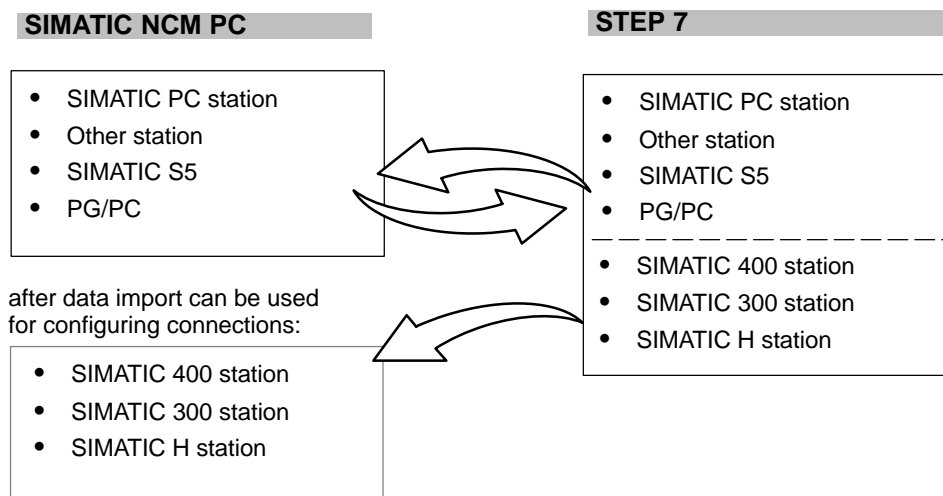 SIMATIC NCM PC
• SIMATIC PC station
• Other station
• SIMATIC S5
• PG/PC
after data import can be used
for configuring connections:
• SIMATIC 400 station
• SIMATIC 300 station
• SIMATIC H station
STEP 7
• SIMATIC PC station
• Other station
• SIMATIC S5
• PG/PC
• SIMATIC 400 station
• SIMATIC 300 station
• SIMATIC H station